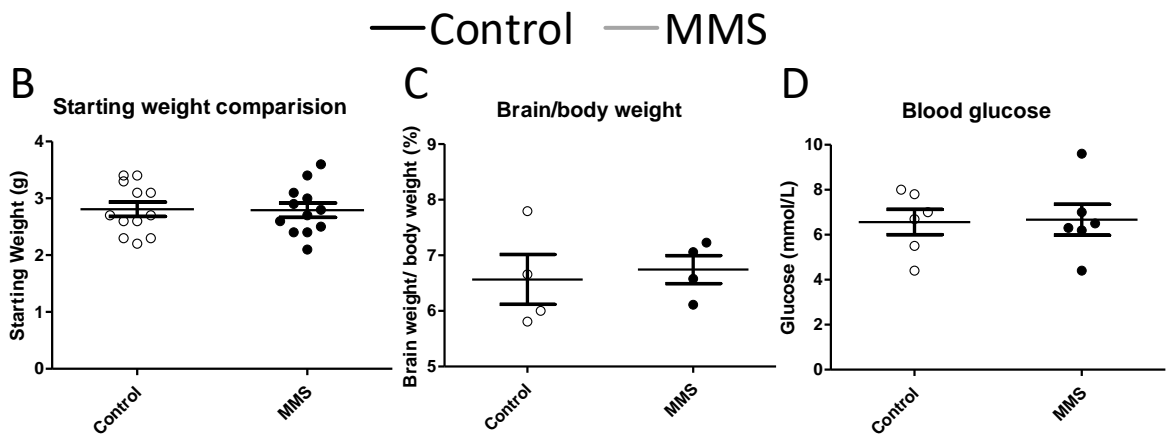 Control MMS
B
Starting weight comparision
Starting Weight (g)
4
3
2
1
0
Control
MMS
C
Brain/body weight
Brain weight/ body weight (%)
9
8
7
6
5
Control
MMS
D
Blood glucose
Glucose (mmol/L)
10
8
6
4
2
0
Control
MMS